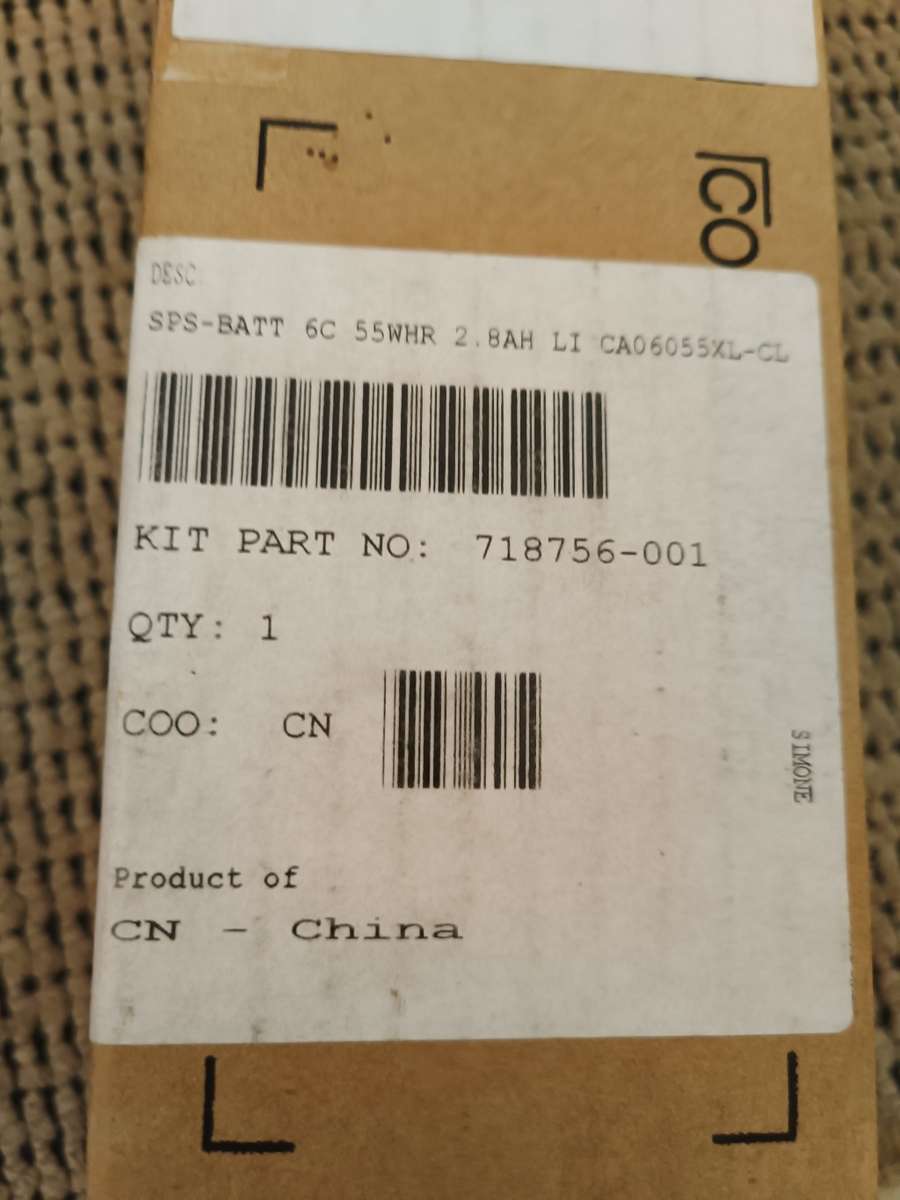 CO
DESC
SPS-BATT 6C 55WHR 2.8AH LI CA06055XL-CL
KIT PART NO: 718756-001
QTY: 1
COO: CN
SIMONE
Product of
CN - China